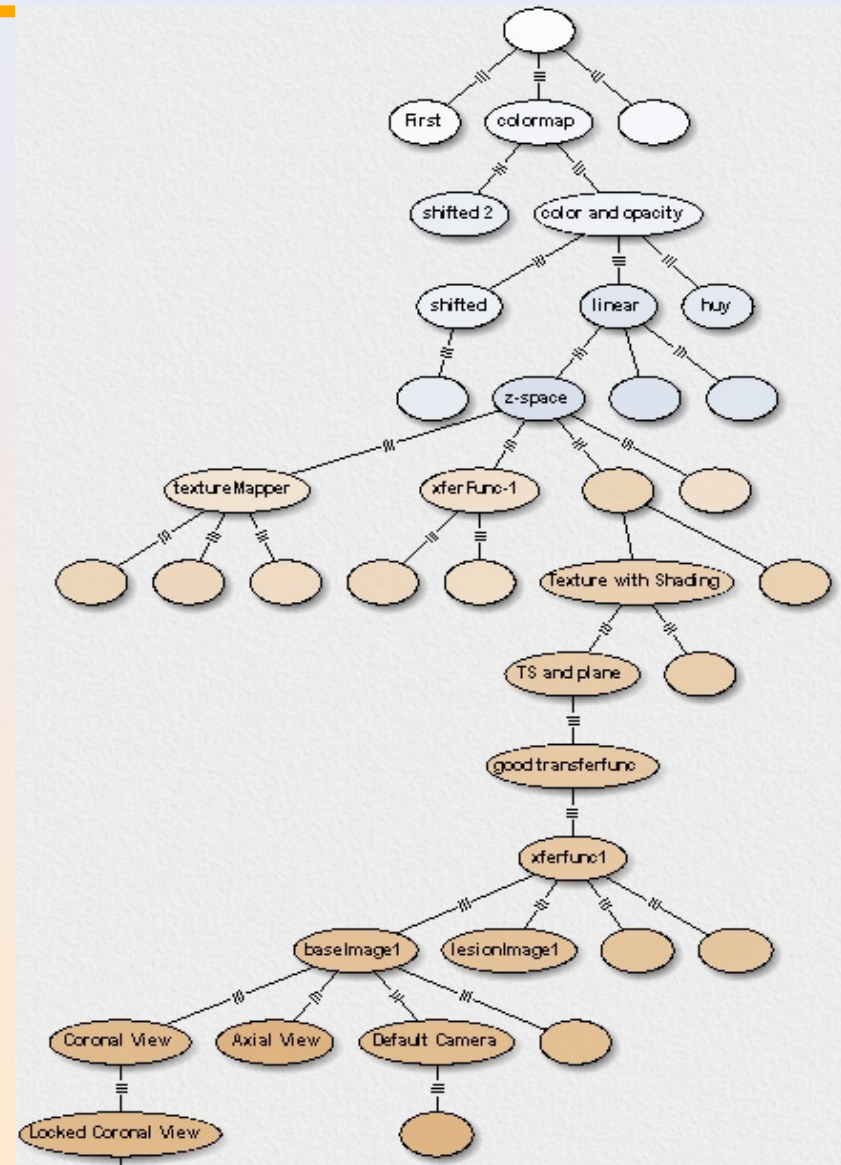 First
colormap
shifted 2
color and opacity
shifted
linear
huy
z-space
textureMapper
xferFunc-1
Texture with Shading
TS and plane
good transferfunc
xferfunc1
baseImage1
lesionImage1
Coronal View
Axial View
Default Camera
Locked Coronal View